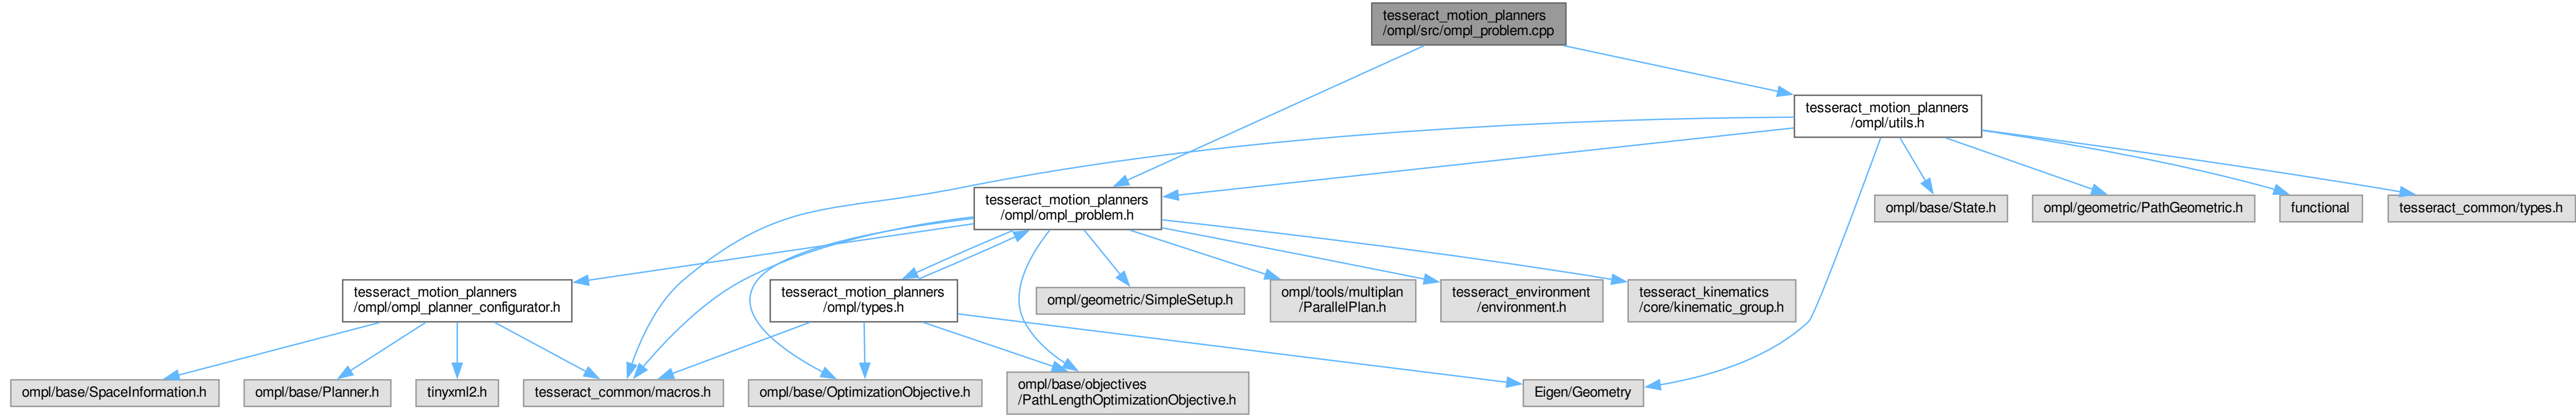 tesseract_motion_planners
/ompl/src/ompl_problem.cpp
tesseract_motion_planners
/ompl/utils.h
tesseract_motion_planners
/ompl/ompl_problem.h
ompl/base/State.h
ompl/geometric/PathGeometric.h
functional
tesseract_common/types.h
tesseract_motion_planners
/ompl/ompl_planner_configurator.h
tesseract_motion_planners
/ompl/types.h
ompl/geometric/SimpleSetup.h
ompl/tools/multiplan
/ParallelPlan.h
tesseract_environment
/environment.h
tesseract_kinematics
/core/kinematic_group.h
ompl/base/SpaceInformation.h
ompl/base/Planner.h
tinyxml2.h
tesseract_common/macros.h
ompl/base/OptimizationObjective.h
ompl/base/objectives
/PathLengthOptimizationObjective.h
Eigen/Geometry